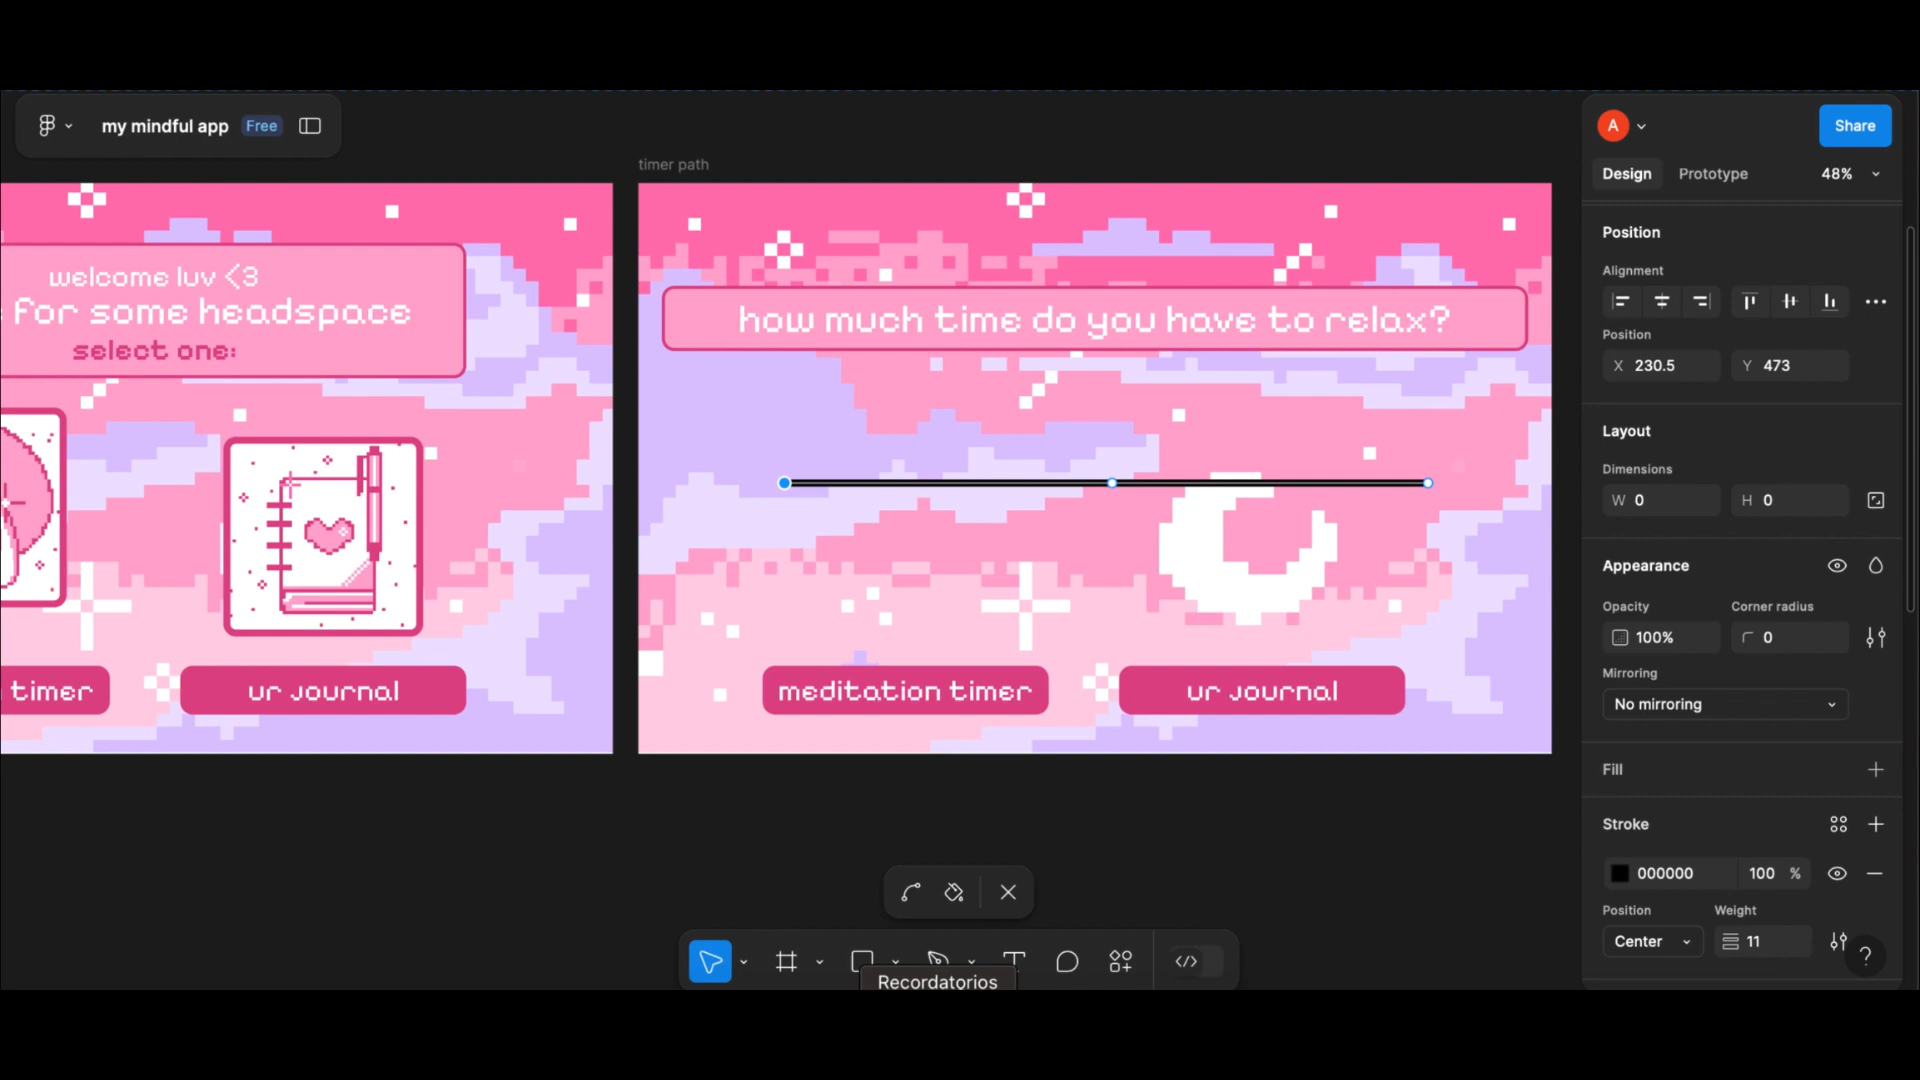 my mindful app
Free
A
Share
Design
Prototype
48%
timer path
welcome luv <3
for some headspace
select one:
timer
ur journal
how much time do you have to relax?
meditation timer
ur journal
Position
Alignment
Position
X 230.5
Y 473
Layout
Dimensions
W 0
H 0
Appearance
Opacity
Corner radius
100%
0
Mirroring
No mirroring
Fill
Stroke
000000
100 %
Position
Weight
Center
11
?
Recordatorios